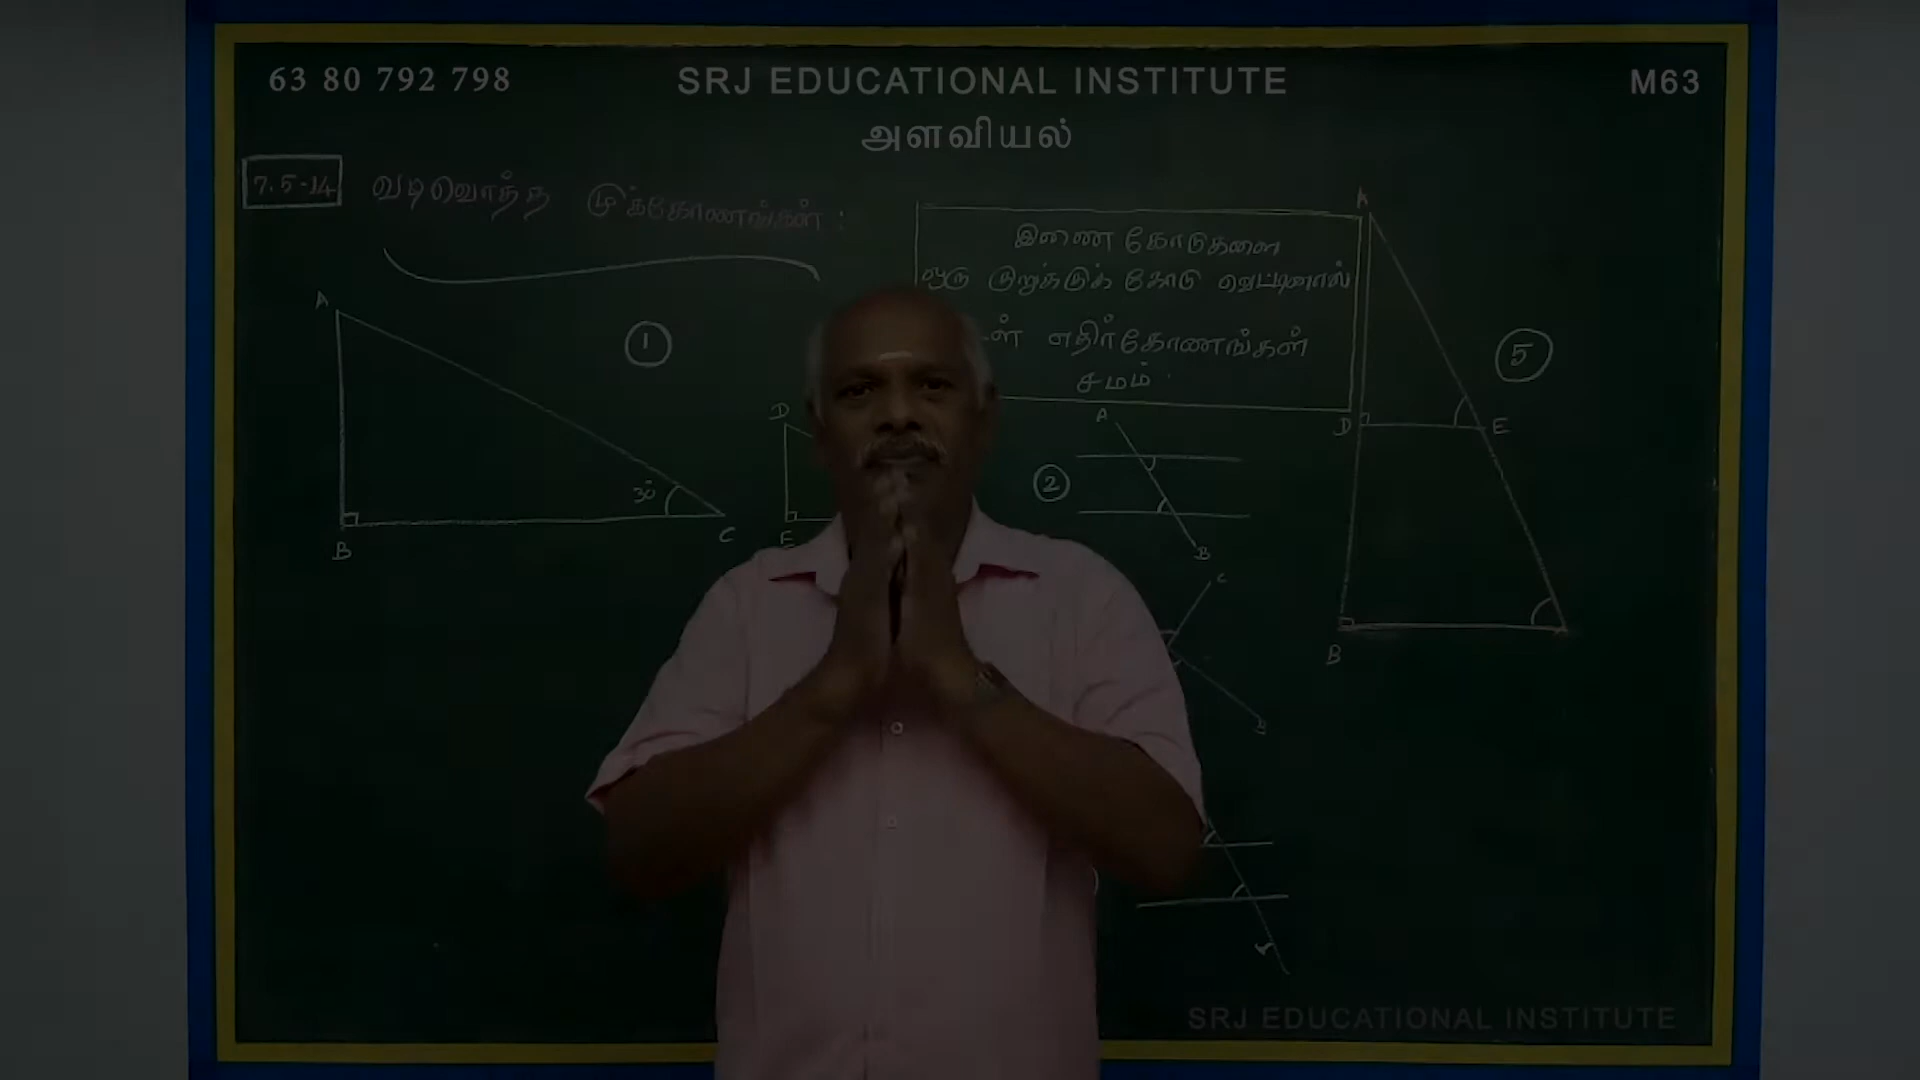 63 80 792 798
SRJ EDUCATIONAL INSTITUTE
M63
அளவியல்
7.5-14 வடிவொத்த முக்கோணங்கள் :
இணை கோடுகளை
ஒரு குறுக்குக் கோடு வெட்டினால்
எதிர்கோணங்கள்
சமம்
A
1
30
B
C
D
E
2
A
B
C
D
A
5
D
E
B
SRJ EDUCATIONAL INSTITUTE